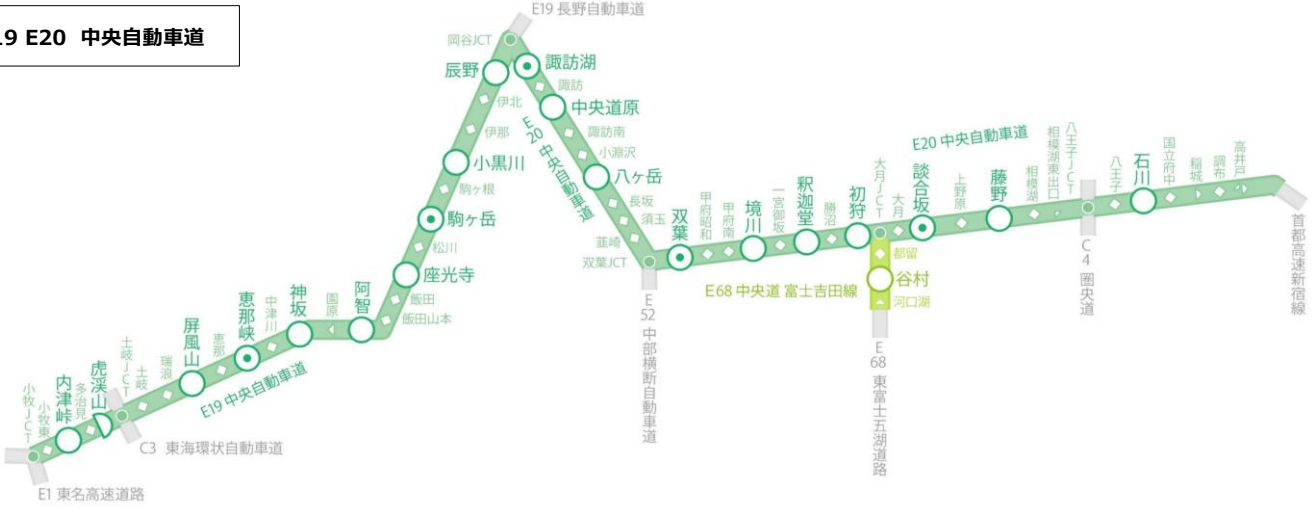 19 E20 中央自動車道
E19 長野自動車道
岡谷JCT
辰野
諏訪湖
伊北
諏訪
中央道原
伊那
諏訪南
小黒川
小淵沢
E20 中央自動車道
八ヶ岳
駒ヶ根
長坂
駒ヶ岳
須玉
松川
韮崎
座光寺
双葉JCT
飯田
飯田山本
阿智
園原
神坂
中津川
恵那峡
恵那
屏風山
瑞浪
土岐
土岐JCT
虎渓山
多治見
内津峠
小牧東
小牧JCT
E19 中央自動車道
C3 東海環状自動車道
E1 東名高速道路
双葉
甲府昭和
甲府南
境川
一宮御坂
釈迦堂
勝沼
初狩
大月JCT
大月
談合坂
上野原
藤野
相模湖
相模湖東出口
八王子JCT
八王子
石川
国立府中
稲城
調布
高井戸
E20 中央自動車道
都留
谷村
河口湖
E68 中央道 富士吉田線
E52 中部横断自動車道
E68 東富士五湖道路
C4 圏央道
首都高速新宿線